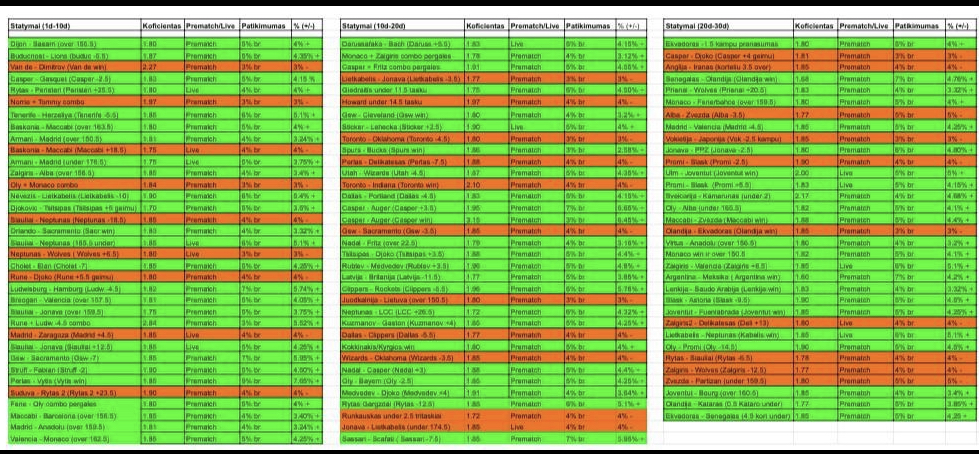 Statymai (1d-10d) Koficientas Prematch/Live Patikimumas % (+/-)
Dijon - Basarri (over 156.5) 1.80 Prematch 5% br 4% +
Buducnost - Lions (buduc -5.5) 1.87 Prematch 5% br 4.35% +
Van de - Dimitrov (Van de win) 2.27 Prematch 3% br 3% -
Casper - Gasquet (Casper -2.5) 1.83 Prematch 5% br 4.15 %
Rytas - Peristeri (Peristeri +25.5) 1.80 Live 4% br 4% +
Norrie + Tommy combo 1.97 Prematch 3% br 3% -
Tenerife - Herzeliya (Tenerife -5.5) 1.85 Prematch 6% br 5.1% +
Baskonia - Maccabi (over 163.5) 1.80 Prematch 5% br 4% +
Armani - Madrid (over 150.5) 1.81 Prematch 4% br 3.24% +
Baskonia - Maccabi (Maccabi +18.5) 1.75 Live 4% br 4% -
Armani - Madrid (under 176.5) Live 5% br 3.75% +
Zalgiris - Alba (over 156.5) 1.85 Prematch 4% br 3.4% +
Oly + Monaco combo 1.84 Prematch 3% br 3% -
Nevezis - Lietkabelis (Lietkabelis -10) 1.90 Prematch 6% br 5.4% +
Djokovic - Tsitsipas (Tsitsipas +5 geimu) 1.70 Prematch 5% br 3.5% +
Siauliai - Neptunas (Neptunas -18.5) 1.85 Prematch 4% br 4% -
Orlando - Sacramento (Sacr win) 1.83 Prematch 4% br 3.32% +
Siauliai - Neptunas (165.5 under) 1.85 Live 6% br 5.1% +
Neptunas - Wolves ( Wolves +6.5) 1.80 Live 3% br 3% -
Cholet - Elan (Cholet -7) 1.85 Prematch 5% br 4.25% +
Rune - Djoko (Rune +5.5 geimu) 1.80 Prematch 4% br 4% -
Ludwisburg - Hamburg (Ludw -4.5) 1.82 Prematch 7% br 5.74% +
Breogan - Valencia (over 157.5) 1.81 Prematch 5% br 4.05% +
Siauliai - Jonava (over 159.5) 1.75 Prematch 5% br 3.75% +
Rune + Ludw -4.5 combo 2.84 Prematch 3% br 5.52% +
Madrid - Zaragoza (Madrid +4.5) 1.85 Live 4% br 4% -
Siauliai - Jonava (Siauliai +12.5) 1.85 Live 5% br 4.25% +
Gsw - Sacramento (Gsw -7) 1.85 Prematch 7% br 5.95% +
Struff - Fabian (Struff -2) Prematch 5% br 4.50% +
Perlas - Vytis (Vytis win) Prematch 7.65% +
Suduva - Rytas 2 (Rytas 2 +23.5) 1.90 Prematch 4% br 4% -
Fene - Oly combo pergales 1.80 Prematch 5% br 4% +
Maccabi - Barcelona (over 156.5) 1.85 Prematch 4% br 3.40% +
Madrid - Anadolu (over 159.5) 1.81 Prematch 4% br 3.24% +
Valencia - Monaco (over 162.5) 1.85 Prematch 5% br 4.25% +
Statymai (10d-20d) Koficientas Prematch/Live Patikimumas % (+/-)
Darussafaka - Bach (Daruss +5.5) 1.83 Live 5% br 4.15% +
Monaco + Zalgiris combo pergales 1.78 Prematch 4% br 3.12% +
Casper + Fritz combo pergales 1.91 Prematch 5% br 4.55% +
Lietkabelis - Jonava (Lietkabelis -3.5) 1.77 Prematch 3% br 3% -
Giedraitis under 11.5 tasku 1.75 Prematch 6% br 4.50% +
Howard under 14.5 tasku 1.97 Prematch 4% br 4% -
Gsw - Cleveland (Gsw win) Prematch 4% br 3.2% +
Sticker - Lehecka (Sticker +2.5) 1.80 Live 5% br 4% +
Toronto - Oklahoma (Toronto -4.5) 1.80 Prematch 3% br 3% -
Spurs - Bucks (Spurs win) 1.86 Prematch 3% br 2.58% +
Perlas - Delikatesas (Perlas -7.5) 1.88 Prematch 4% br 4% -
Utah - Wizards (Utah -4.5) 1.87 Prematch 5% br 4.35% +
Toronto - Indiana (Toronto win) 2.10 Prematch 4% br 4% -
Dallas - Portland (Dallas -4.5) 1.83 Prematch 5% br 4.15% +
Casper - Auger (Casper +3.5) 1.95 Prematch 7% br 6.65% +
Casper - Auger (Casper win) 3.15 Prematch 3% br 6.45% +
Gsw - Sacramento (Gsw -3.5) 1.85 Prematch 4% br 4% -
Nadal - Fritz (over 22.5) 1.79 Prematch 4% br 3.16% +
Tsitsipas - Djoko (Tsitsipas +3.5) 1.88 Prematch 5% br 4.4% +
Rublev - Medvedev (Rublev +3.5) 1.96 Prematch 5% br 4.8% +
Latvija - Britanija (Latvija -11.5) 1.77 Prematch 5% br 3.85% +
Clippers - Rockets (Clippers -8.5) 1.96 Prematch 6% br 5.76% +
Juodkalnija - Lietuva (over 150.5) 1.80 Prematch 3% br 3% -
Neptunas - LCC (LCC +26.5) 1.72 Prematch 6% br 4.32% +
Kuzmanov - Gaston (Kuzmanov +4) 1.85 Prematch 5% br 4.25% +
Dallas - Clippers (Dallas -6.5) 1.77 Prematch 4% br 4% -
Kokkinakis/Kyrgios win 1.80 Prematch 5% br 4% +
Wizards - Oklahoma (Wizards -3.5) 1.85 Prematch 4% br 4% -
Nadal - Casper (Nadal +3) 1.88 Prematch 5% br 4.4% +
Oly - Bayern (Oly -2.5) 1.85 Prematch 5% br 4.25% +
Medvedev - Djoko (Medvedev +4) 1.91 Prematch 4% br 3.64% +
Rytas Gargzdai (Rytas -12.5) 1.85 Prematch 6% br 5.1% +
Runkauskas under 2.5 tritaskiai 1.72 Prematch 4% br 4% -
Jonava - Lietkabelis (under 174.5) 1.85 Live 4% br 4% -
Sassari - Scafati ( Sassari -7.5) 1.85 Prematch 7% br 5.95% +
Statymai (20d-30d) Koficientas Prematch/Live Patikimumas % (+/-)
Ekvadoras -1.5 kampu pranasumas 1.80 Prematch 5% br 4% +
Casper - Djoko (Casper +4 geimu) 1.81 Prematch 3% br 3% -
Anglija - Iranas (korteliu 3.5 over) 1.85 Prematch 4% br 4% -
Senegalas - Olandija (Olandija win) 1.68 Prematch 7% br 4.76% +
Prienai - Wolves (Prienai +20.5) 1.83 Prematch 4% br 3.32% +
Monaco - Fenerbahce (over 159.5) 1.80 Prematch 5% br 4% +
Alba - Zvezda (Alba -3.5) 1.77 Prematch 5% br 5% -
Madrid - Valencia (Madrid -4.5) 1.85 Prematch 5% br 4.25% +
Vokietija - Japonija (Vok -2.5 kampu) 1.85 Prematch 3% br 3% -
Jonava - PRZ (Jonava -2.5) 1.80 Prematch 6% br 4.80% +
Promi - Slask (Promi -2.5) 1.90 Prematch 4% br 4% -
Ulm - Joventut (Joventut win) 2.00 Live 5% br 5% +
Promi - Slask (Promi +5.5) 1.83 Live 5% br 4.15% +
Sveicarija - Kamerunas (under 2) 2.17 Prematch 4% br 4.68% +
Oly - Alba (under 160.5) 1.82 Prematch 5% br 4.1% +
Maccabi - Zvezda (Maccabi win) 1.88 Prematch 5% br 4.4% +
Olandija - Ekvadoras (Olandija win) 1.85 Prematch 3% br 3% -
Virtus - Anadolu (over 156.5) 1.80 Prematch 4% br 3.2% +
Monaco win ir over 150.5 1.82 Prematch 5% br 4.1% +
Zalgiris - Valencia (Zalgiris +6.5) 1.85 Live 6% br 5.1% +
Argentina - Meksika ( Argentina win) 1.60 Prematch 7% br 4.2% +
Lenkija - Saudo Arabija (Lenkija win) 1.83 Prematch 4% br 3.32% +
Slask - Astoria (Slask -9.5) 1.80 Prematch 5% br 4.0% +
Joventut - Fuenlabrada (Joventut win) 1.85 Prematch 5% br 4.25% +
Zalgiris2 - Delikatesas (Deli +13) 1.80 Live 4% br 4% -
Lietkabelis - Neptunas (Kabelis win) 1.85 Live 6% br 5.1% +
Oly - Promi (Oly -14.5) 1.90 Prematch 5% br 4.5% +
Rytas - Siauliai (Rytas -6.5) 1.78 Prematch 4% br 4% -
Zalgiris - Wolves (Zalgiris -12.5) 1.77 Prematch 4% br 4% -
Zvezda - Partizan (under 159.5) 1.80 Prematch 5% br 5% -
Joventut - Bourg (over 160.5) 1.85 Prematch 4% br 3.4% +
Olandija - Kataras (0.5 Kataro under) 1.77 Prematch 5% br 3.85% +
Ekvadoras - Senegalas (4.5 kort under) 1.85 Prematch 5% br 4.25 +